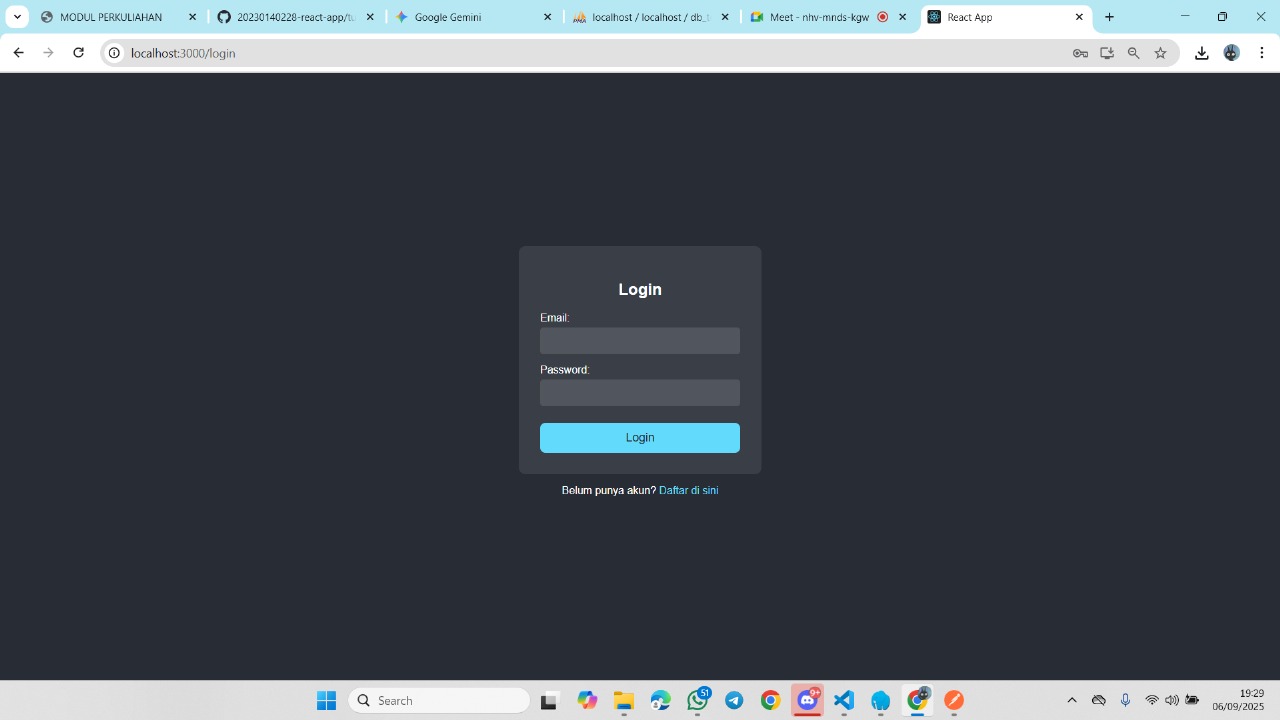 MODUL PERKULIAHAN
20230140228-react-app/tu
Google Gemini
localhost / localhost / db_t
Meet - nhv-mnds-kgw
React App
localhost:3000/login
Login
Email:
Password:
Login
Belum punya akun? Daftar di sini
Search
51
9+
19:29
06/09/2025